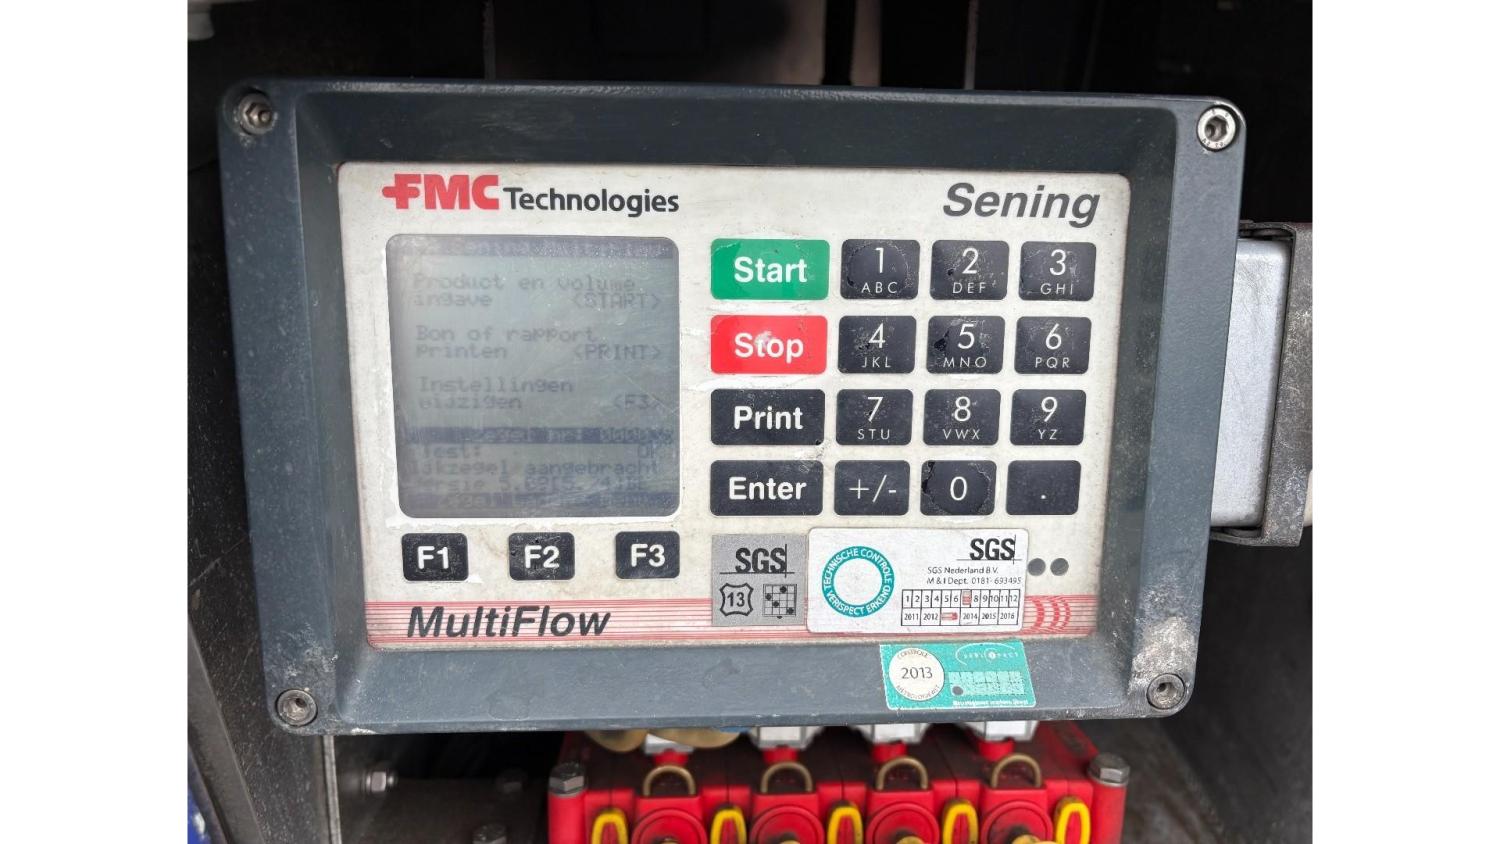 FMC Technologies
Sening
Product en volume
ingave <START>
Bon of rapport
Printen <PRINT>
Instellingen
<F3>
Test: OK
aangebracht
Start
1 ABC
2 DEF
3 GHI
Stop
4 JKL
5 MNO
6 PQR
Print
7 STU
8 VWX
9 YZ
Enter
+/-
0
.
F1
F2
F3
MultiFlow
SGS
13
TECHNISCHE CONTROLE
VERISPECT ERKEND
SGS
SGS Nederland B.V.
M & I Dept. 0181-693495
1 2 3 4 5 6 8 9 10 11 12
2011 2012 2014 2015 2016
CONTROLE
2013
VERISPECT